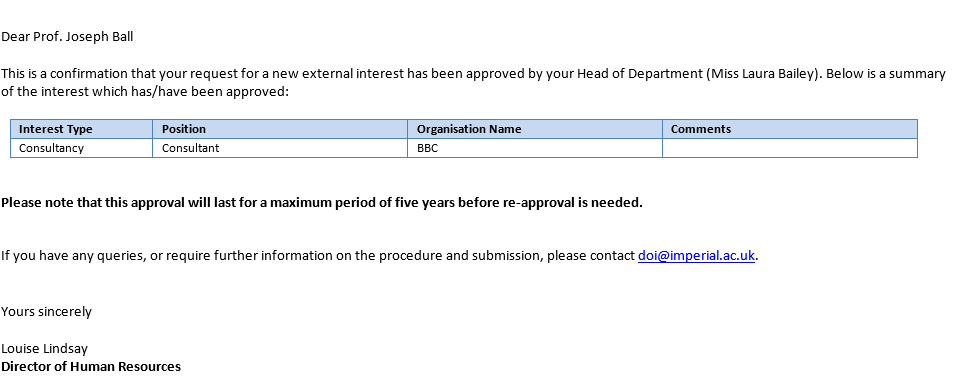 Dear Prof. Joseph Ball
This is a confirmation that your request for a new external interest has been approved by your Head of Department (Miss Laura Bailey). Below is a summary
of the interest which has/have been approved:
Interest Type Position Organisation Name Comments
Consultancy Consultant BBC
Please note that this approval will last for a maximum period of five years before re-approval is needed.
If you have any queries, or require further information on the procedure and submission, please contact doi@imperial.ac.uk.
Yours sincerely
Louise Lindsay
Director of Human Resources